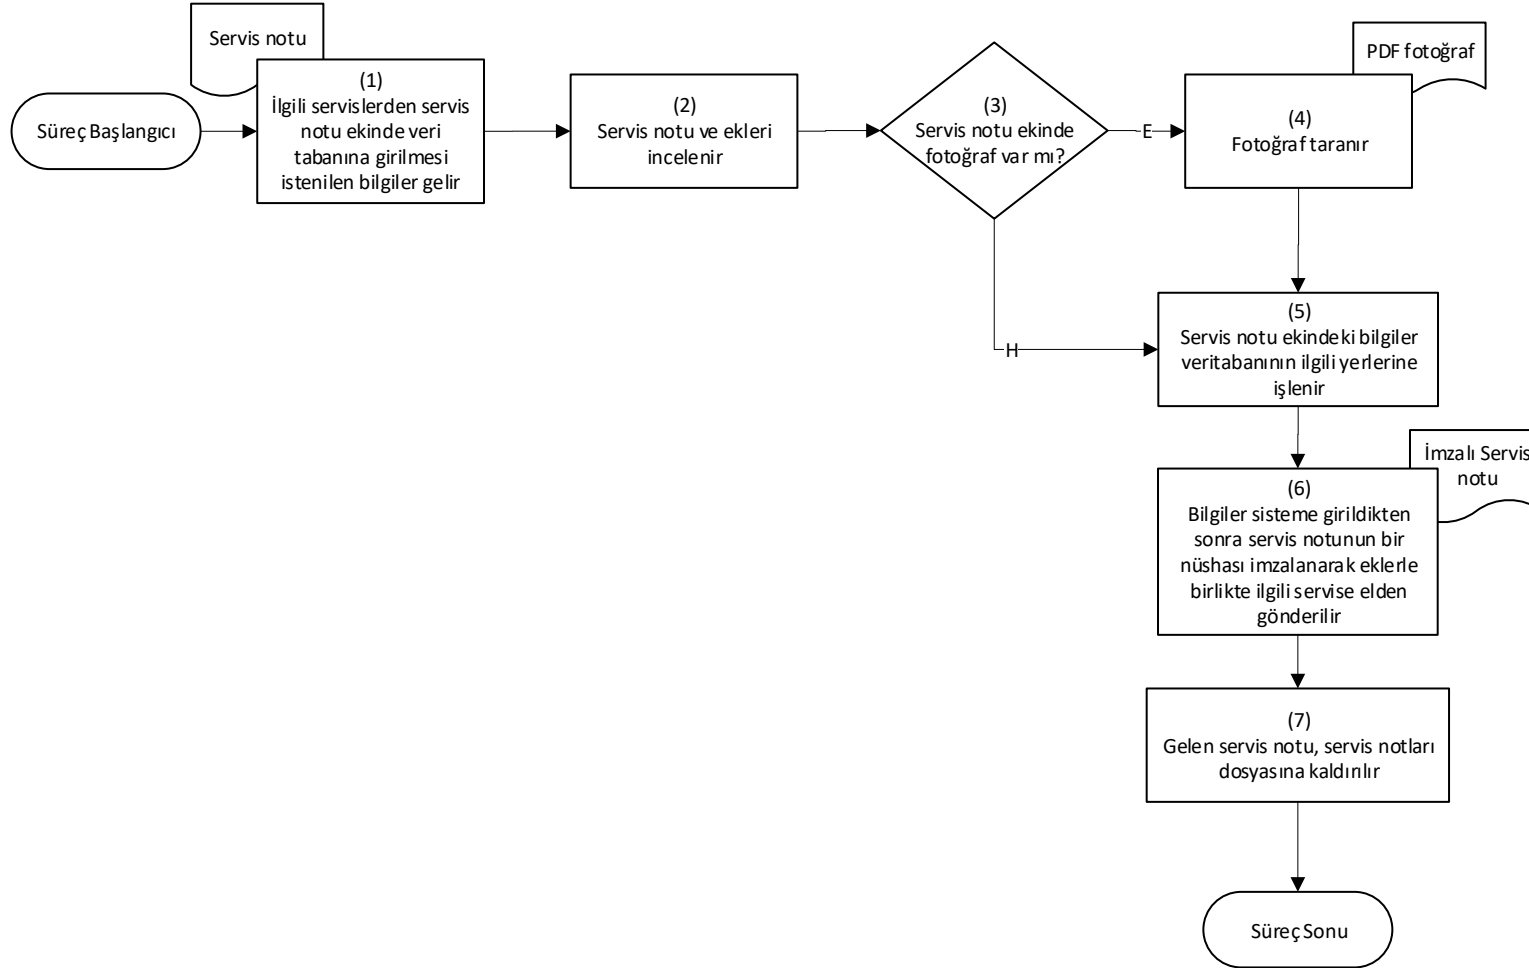 Servis notu
Süreç Başlangıcı
(1)
İlgili servislerden servis
notu ekinde veri
tabanına girilmesi
istenilen bilgiler gelir
(2)
Servis notu ve ekleri
incelenir
(3)
Servis notu ekinde
fotoğraf var mı?
E
PDF fotoğraf
(4)
Fotoğraf taranır
H
(5)
Servis notu ekindeki bilgiler
veritabanının ilgili yerlerine
işlenir
İmzalı Servis
notu
(6)
Bilgiler sisteme girildikten
sonra servis notunun bir
nüshası imzalanarak eklerle
birlikte ilgili servise elden
gönderilir
(7)
Gelen servis notu, servis notları
dosyasına kaldırılır
Süreç Sonu